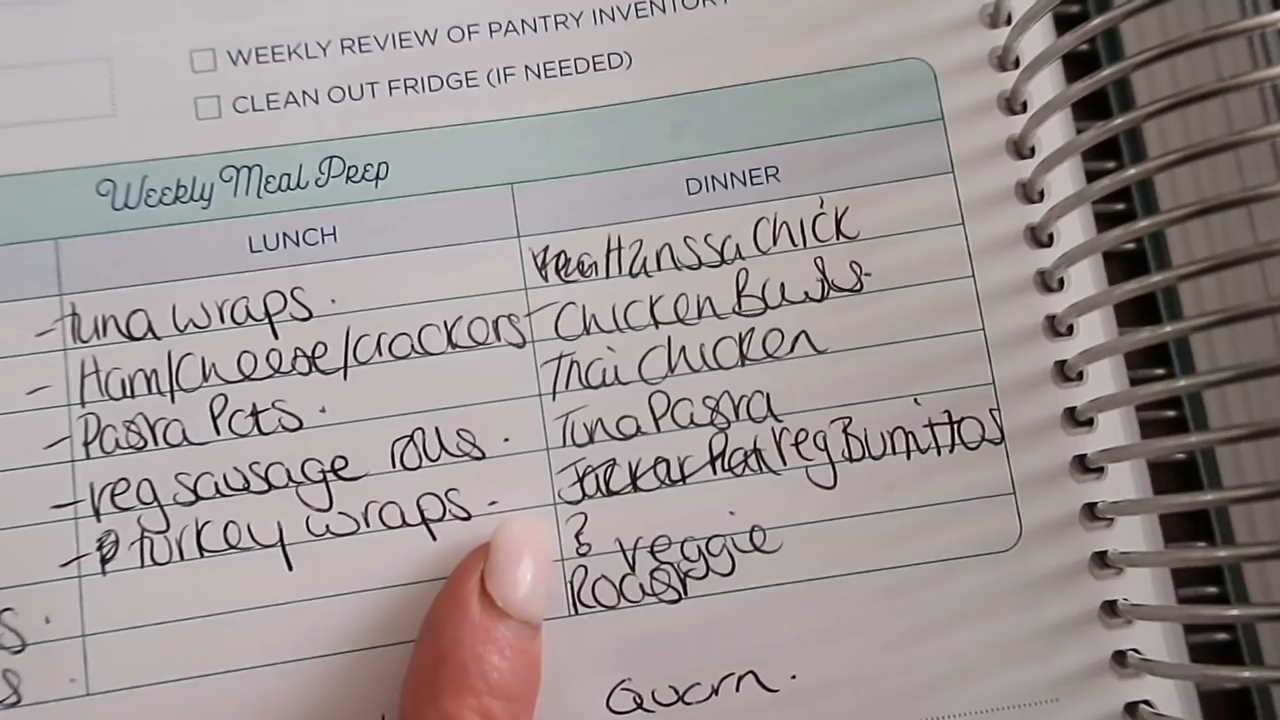 WEEKLY REVIEW OF PANTRY INVENTORY
CLEAN OUT FRIDGE (IF NEEDED)
Weekly Meal Prep
LUNCH
DINNER
-tuna wraps.
- Ham/Cheese/crackers
- Pasta Pots.
-veg sausage rolls.
- turkey wraps-
Chick
-Chicken
Thai Chicken
Tuna Pasta
veg Burritos
? veggie
Roast
Quorn.